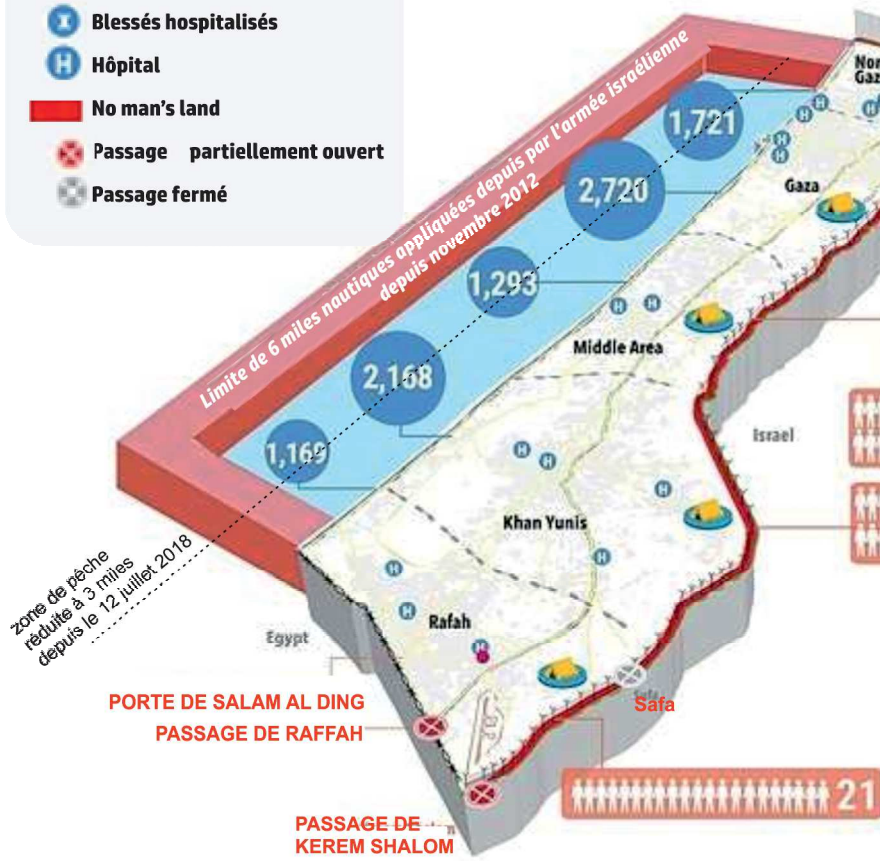 Blessés hospitalisés
Hôpital
No man's land
Passage partiellement ouvert
Passage fermé
Limite de 6 miles nautiques appliquées depuis par l'armée israélienne
depuis novembre 2012
1,721
2,720
1,293
2,168
1,169
Gaza
Middle Area
Israel
Khan Yunis
Rafah
Egypt
zone de pêche
réduite à 3 miles
depuis le 12 juillet 2018
PORTE DE SALAM AL DING
PASSAGE DE RAFFAH
Safa
21
PASSAGE DE
KEREM SHALOM